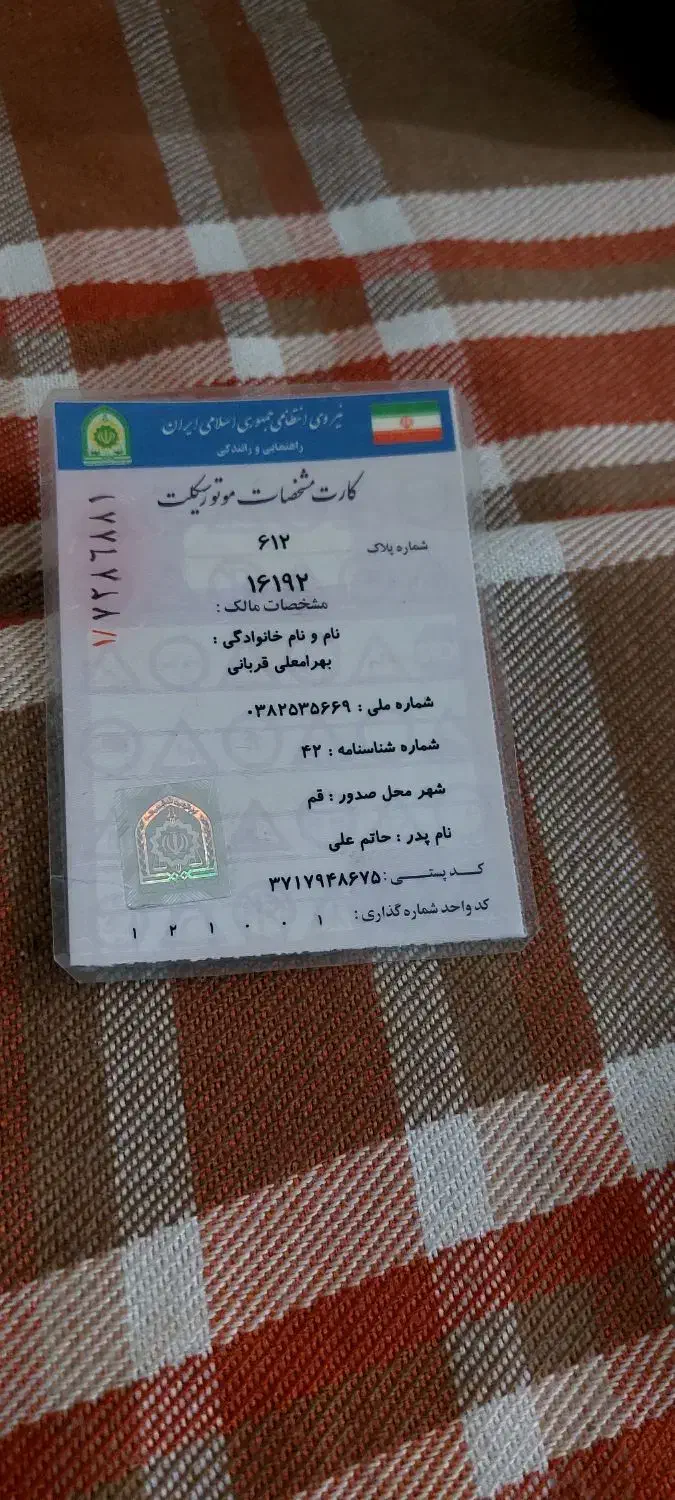 نیروی انتظامی جمهوری اسلامی ایران
راهنمایی و رانندگی
کارت مشخصات موتورسیکلت
شماره پلاک ۶۱۲
۱۶۱۹۲
مشخصات مالک :
نام و نام خانوادگی :
بهرامعلی قربانی
شماره ملی : ۰۳۸۲۵۳۵۶۶۹
شماره شناسنامه : ۴۲
شهر محل صدور : قم
نام پدر : حاتم علی
کد پستی : ۳۷۱۷۹۴۸۶۷۵
کد واحد شماره گذاری : ۱ ۲ ۱ ۰ ۰ ۱
۱/۷۲۸۶۸۸۱